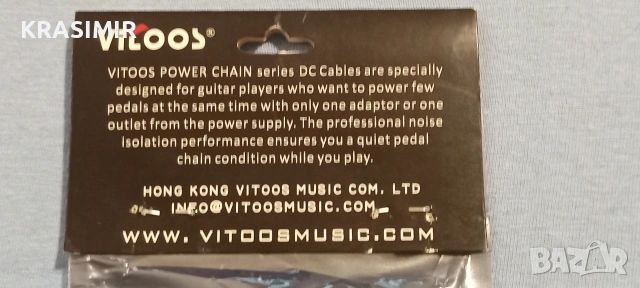 KRASIMIR
VITOOS®
VITOOS POWER CHAIN series DC Cables are specially
designed for guitar players who want to power few
pedals at the same time with only one adaptor or one
outlet from the power supply. The professional noise
isolation performance ensures you a quiet pedal
chain condition while you play.
HONG KONG VITOOS MUSIC COM. LTD
INFO@VITOOSMUSIC.COM
WWW. VITOOSMUSIC.COM
BAZAR